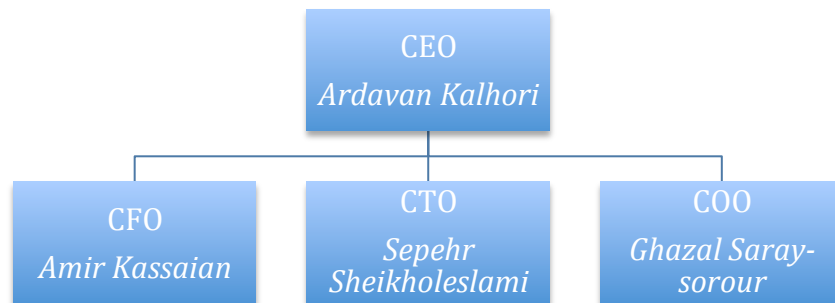 CEO
Ardavan Kalhori
CFO
Amir Kassaian
CTO
Sepehr
Sheikholeslami
COO
Ghazal Saray-
sorour